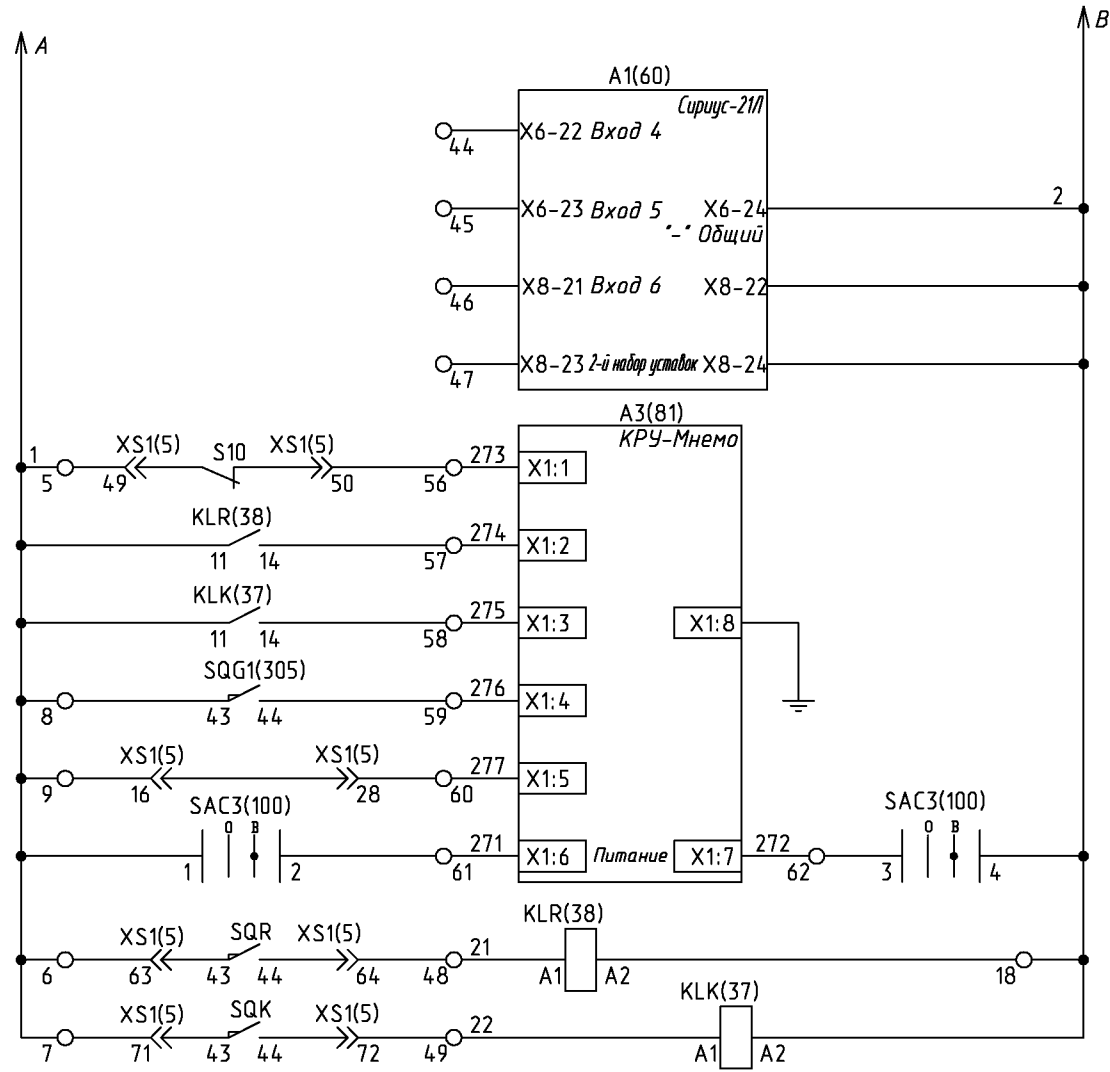 A
B
A1(60)
Сириус-21Л
44 X6-22 Вход 4
45 X6-23 Вход 5 X6-24 2
"-" Общий
46 X8-21 Вход 6 X8-22
47 X8-23 2-й набор уставок X8-24
A3(81)
КРУ-Мнемо
1 XS1(5) S10 XS1(5) 273
5 49 50 56 X1:1
KLR(38) 274
11 14 57 X1:2
KLK(37) 275
11 14 58 X1:3 X1:8
SQG1(305) 276
8 43 44 59 X1:4
XS1(5) XS1(5) 277
9 16 28 60 X1:5
SAC3(100) SAC3(100)
О В О В
271 272
1 2 61 X1:6 Питание X1:7 62 3 4
KLR(38)
XS1(5) SQR XS1(5) 21
6 63 43 44 64 48 A1 A2 18
KLK(37)
XS1(5) SQK XS1(5) 22
7 71 43 44 72 49 A1 A2